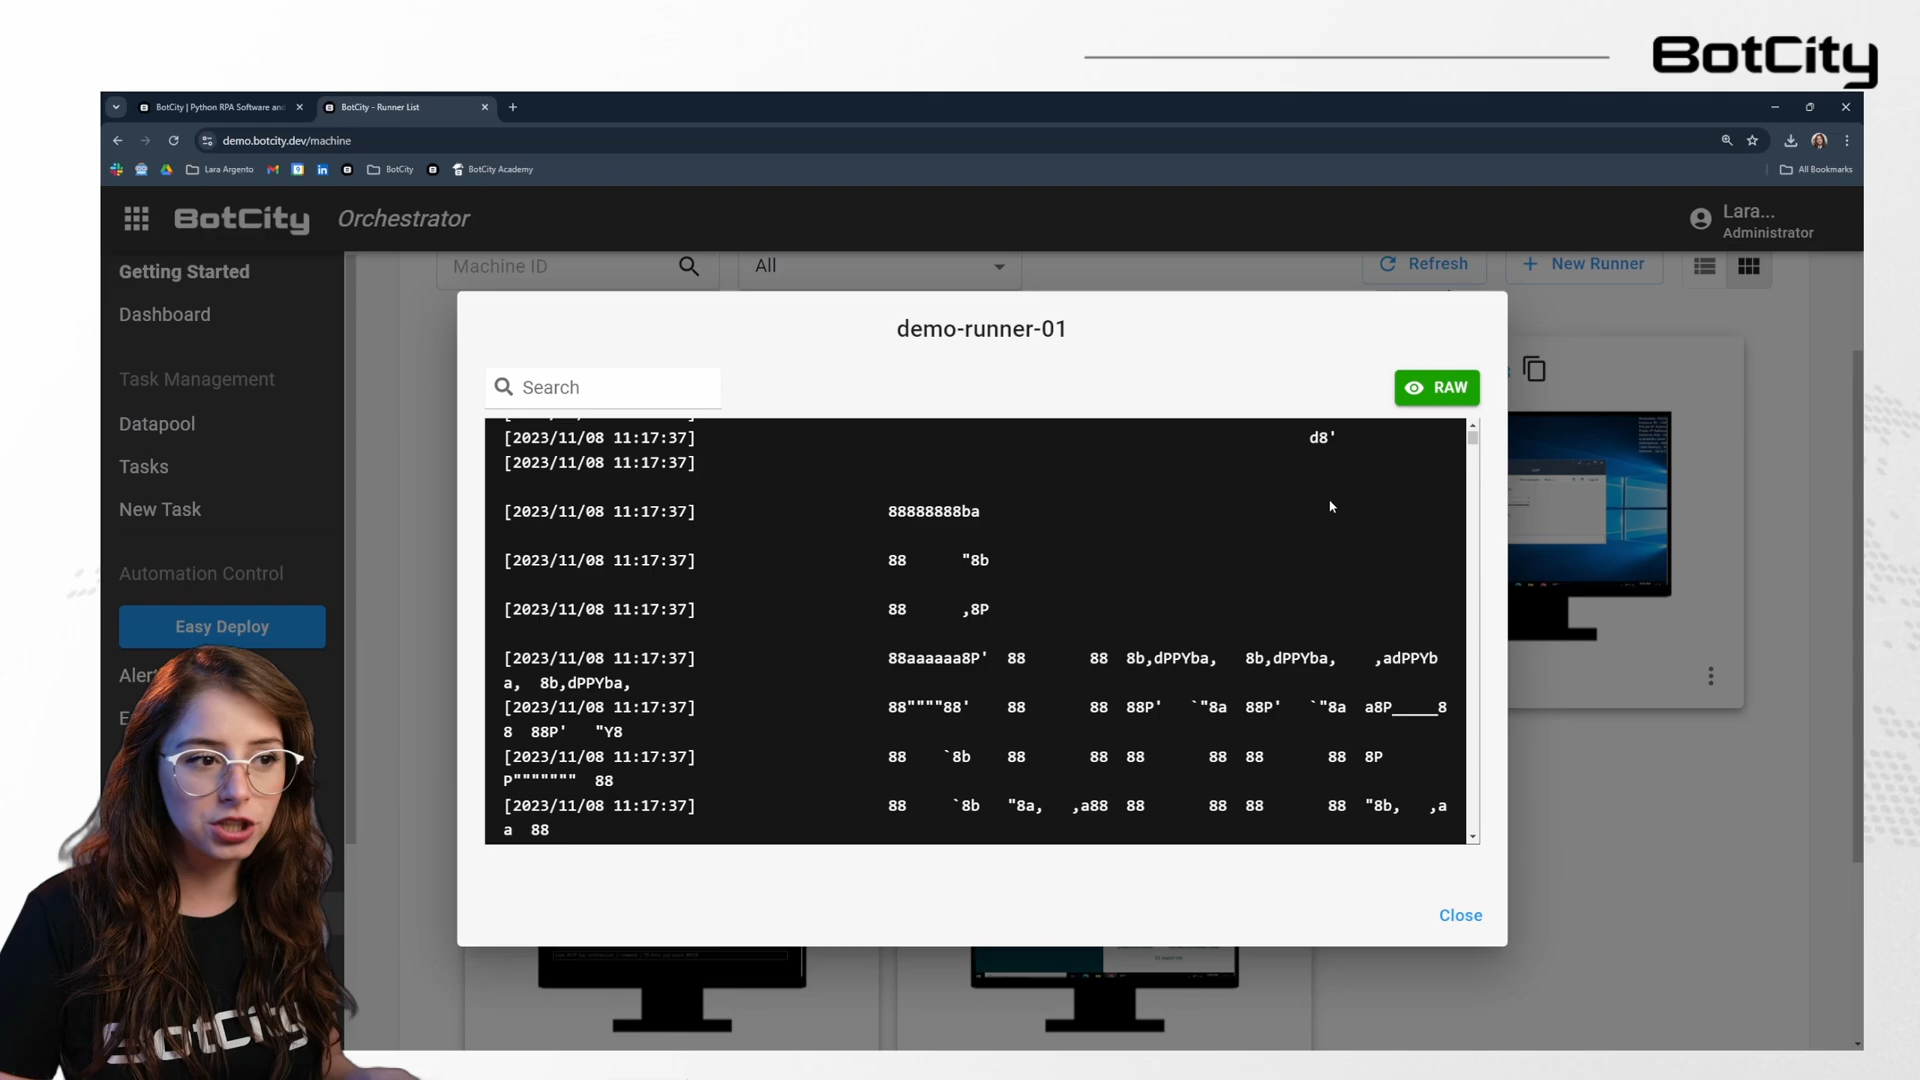 BotCity
BotCity | Python RPA Software and
BotCity - Runner List
demo.botcity.dev/machine
Lara Argento
BotCity
BotCity Academy
All Bookmarks
BotCity Orchestrator
Lara...
Administrator
Getting Started
Dashboard
Task Management
Datapool
Tasks
New Task
Automation Control
Easy Deploy
Machine ID
All
Refresh
+ New Runner
demo-runner-01
Search
RAW
[2023/11/08 11:17:37] d8'
[2023/11/08 11:17:37]
[2023/11/08 11:17:37] 88888888ba
[2023/11/08 11:17:37] 88 "8b
[2023/11/08 11:17:37] 88 ,8P
[2023/11/08 11:17:37] 88aaaaaa8P' 88 88 8b,dPPYba, 8b,dPPYba, ,adPPYb
a, 8b,dPPYba,
[2023/11/08 11:17:37] 88""""88' 88 88 88P' `"8a 88P' `"8a a8P_____8
8 88P' "Y8
[2023/11/08 11:17:37] 88 `8b 88 88 88 88 88 88 8P
P""""""" 88
[2023/11/08 11:17:37] 88 `8b "8a, ,a88 88 88 88 88 "8b, ,a
a 88
Close
BotCity